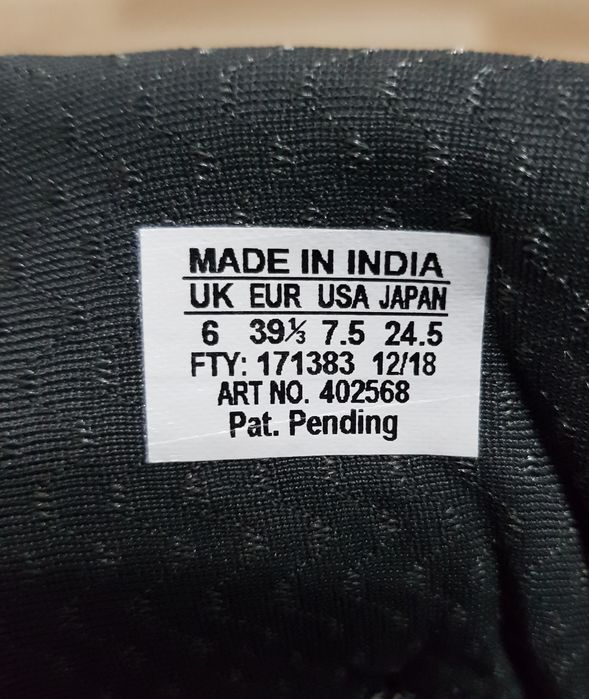 MADE IN INDIA
UK EUR USA JAPAN
6 39⅓ 7.5 24.5
FTY: 171383 12/18
ART NO. 402568
Pat. Pending